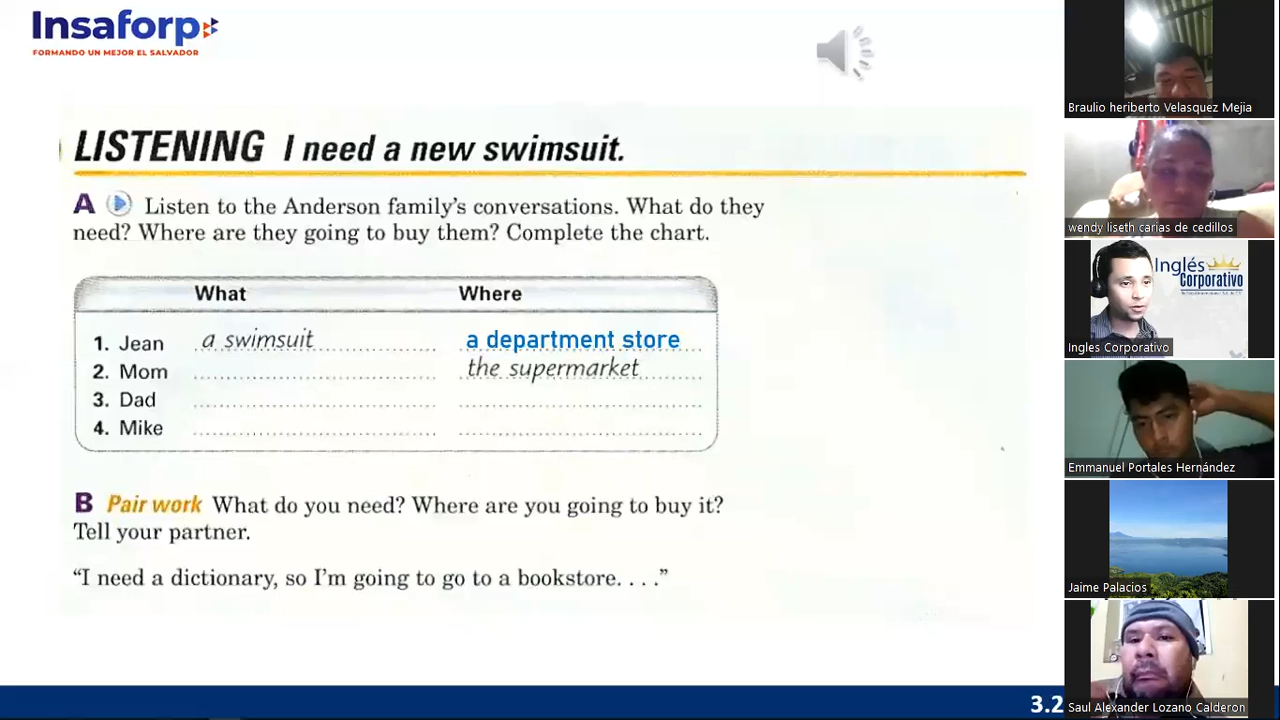 Insaforp
FORMANDO UN MEJOR EL SALVADOR
LISTENING I need a new swimsuit.
A Listen to the Anderson family's conversations. What do they
need? Where are they going to buy them? Complete the chart.
What Where
1. Jean a swimsuit a department store
2. Mom the supermarket
3. Dad
4. Mike
B Pair work What do you need? Where are you going to buy it?
Tell your partner.
"I need a dictionary, so I'm going to go to a bookstore. . . ."
3.2
Braulio heriberto Velasquez Mejia
wendy liseth carias de cedillos
Inglés
Corporativo
Ingles Corporativo
Emmanuel Portales Hernández
Jaime Palacios
Saul Alexander Lozano Calderon